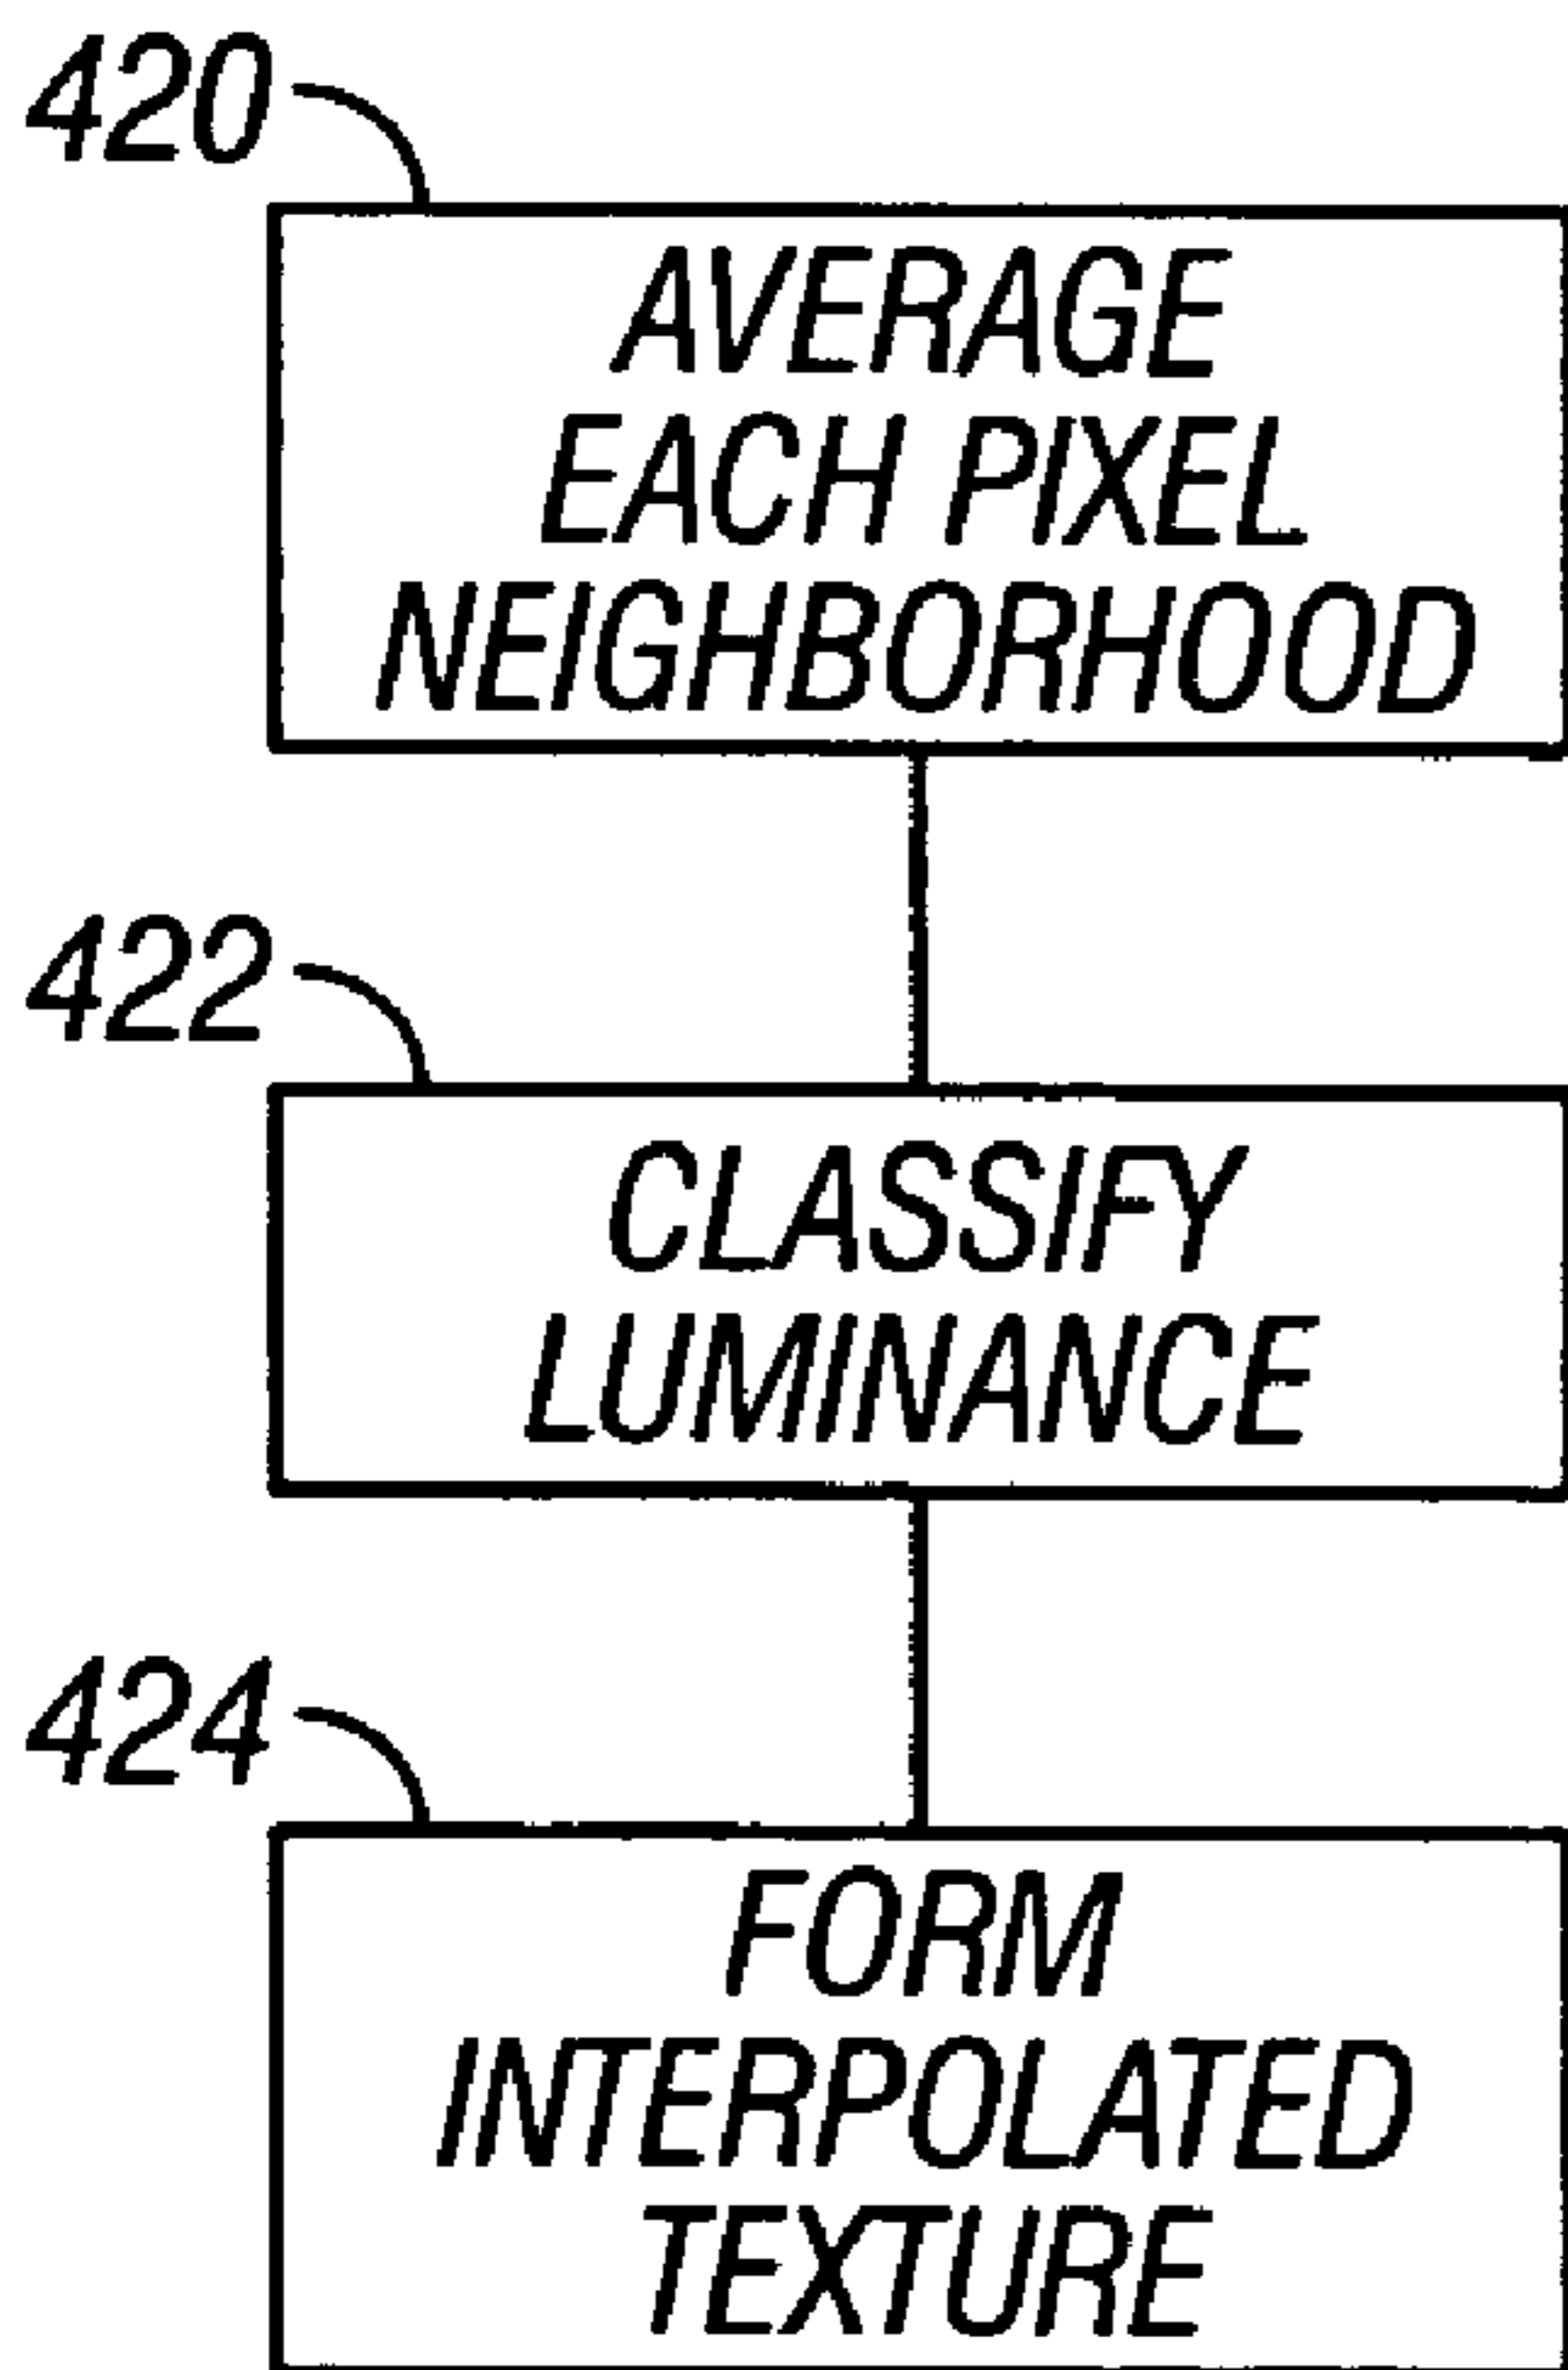 420
AVERAGE
EACH PIXEL
NEIGHBORHOOD
422
CLASSIFY
LUMINANCE
424
FORM
INTERPOLATED
TEXTURE